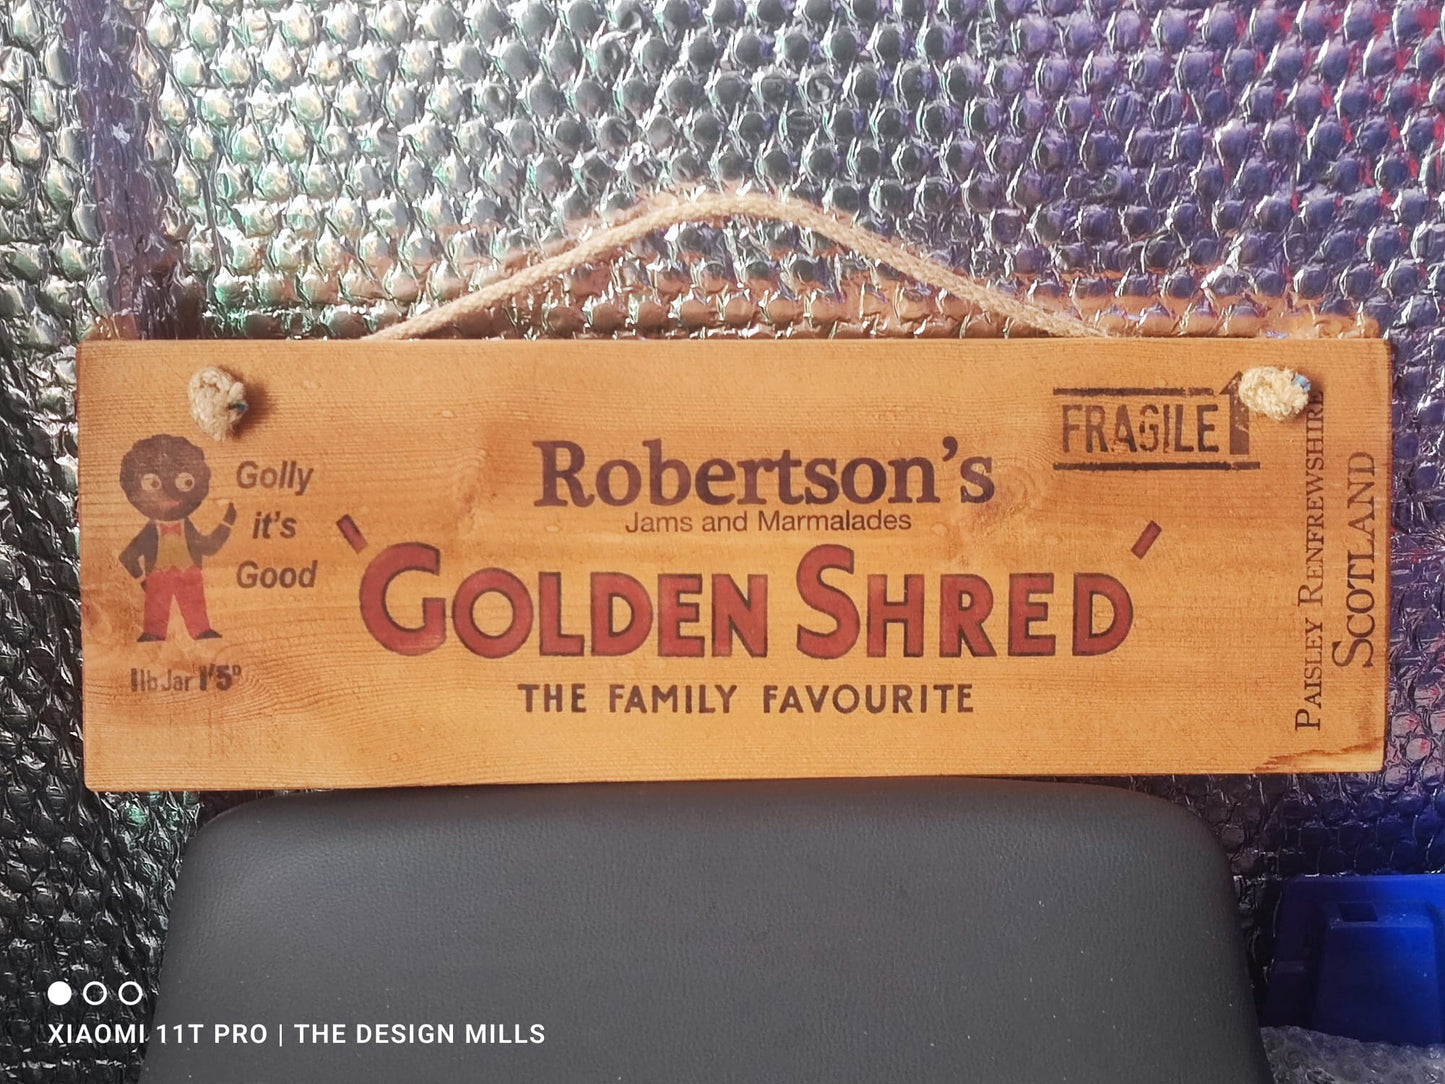 Golly
it's
Good
1lb Jar 1'5D
Robertson's
Jams and Marmalades
'GOLDEN SHRED'
THE FAMILY FAVOURITE
FRAGILE
PAISLEY RENFREWSHIRE
SCOTLAND
XIAOMI 11T PRO | THE DESIGN MILLS